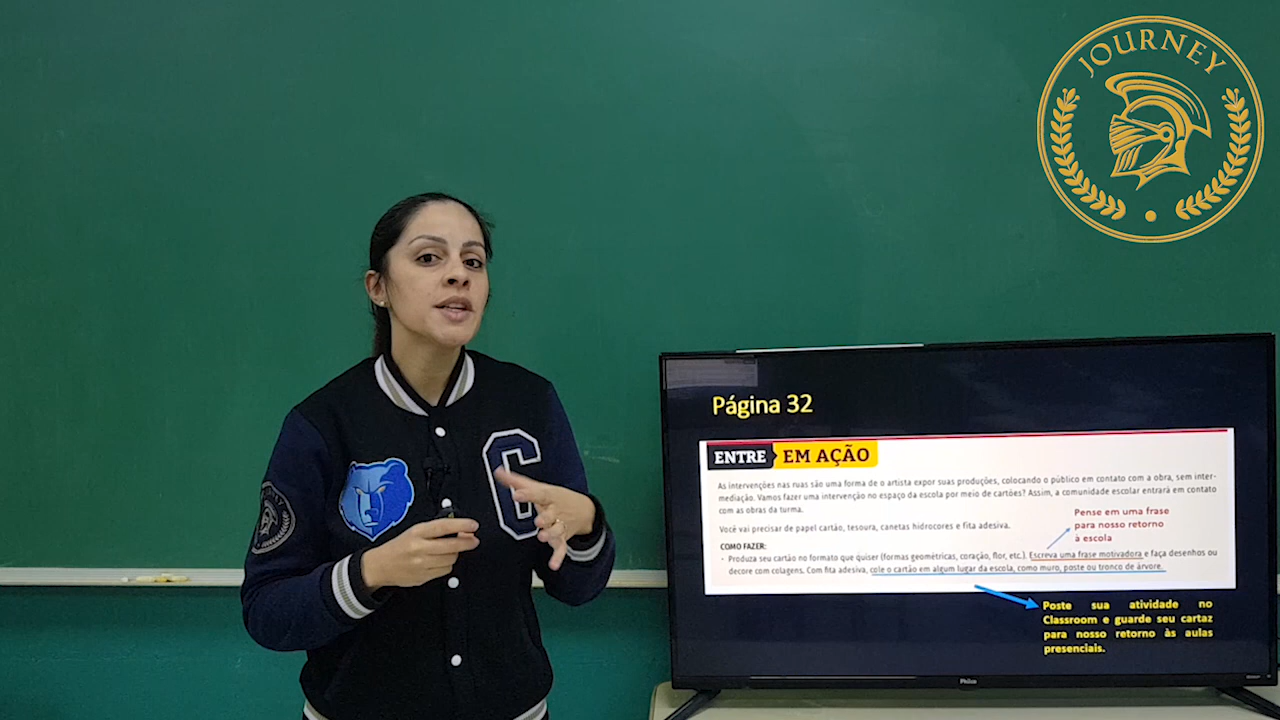 JOURNEY
JOURNEY
C
Página 32
ENTRE EM AÇÃO
As intervenções nas ruas são uma forma de o artista expor suas produções, colocando o público em contato com a obra, sem inter-
mediação. Vamos fazer uma intervenção no espaço da escola por meio de cartões? Assim, a comunidade escolar entrará em contato
com as obras da turma.
Você vai precisar de papel cartão, tesoura, canetas hidrocores e fita adesiva.
Pense em uma frase
para nosso retorno
à escola
COMO FAZER:
- Produza seu cartão no formato que quiser (formas geométricas, coração, flor, etc.). Escreva uma frase motivadora e faça desenhos ou
decore com colagens. Com fita adesiva, cole o cartão em algum lugar da escola, como muro, poste ou tronco de árvore.
Poste sua atividade no
Classroom e guarde seu cartaz
para nosso retorno às aulas
presenciais.
Philco